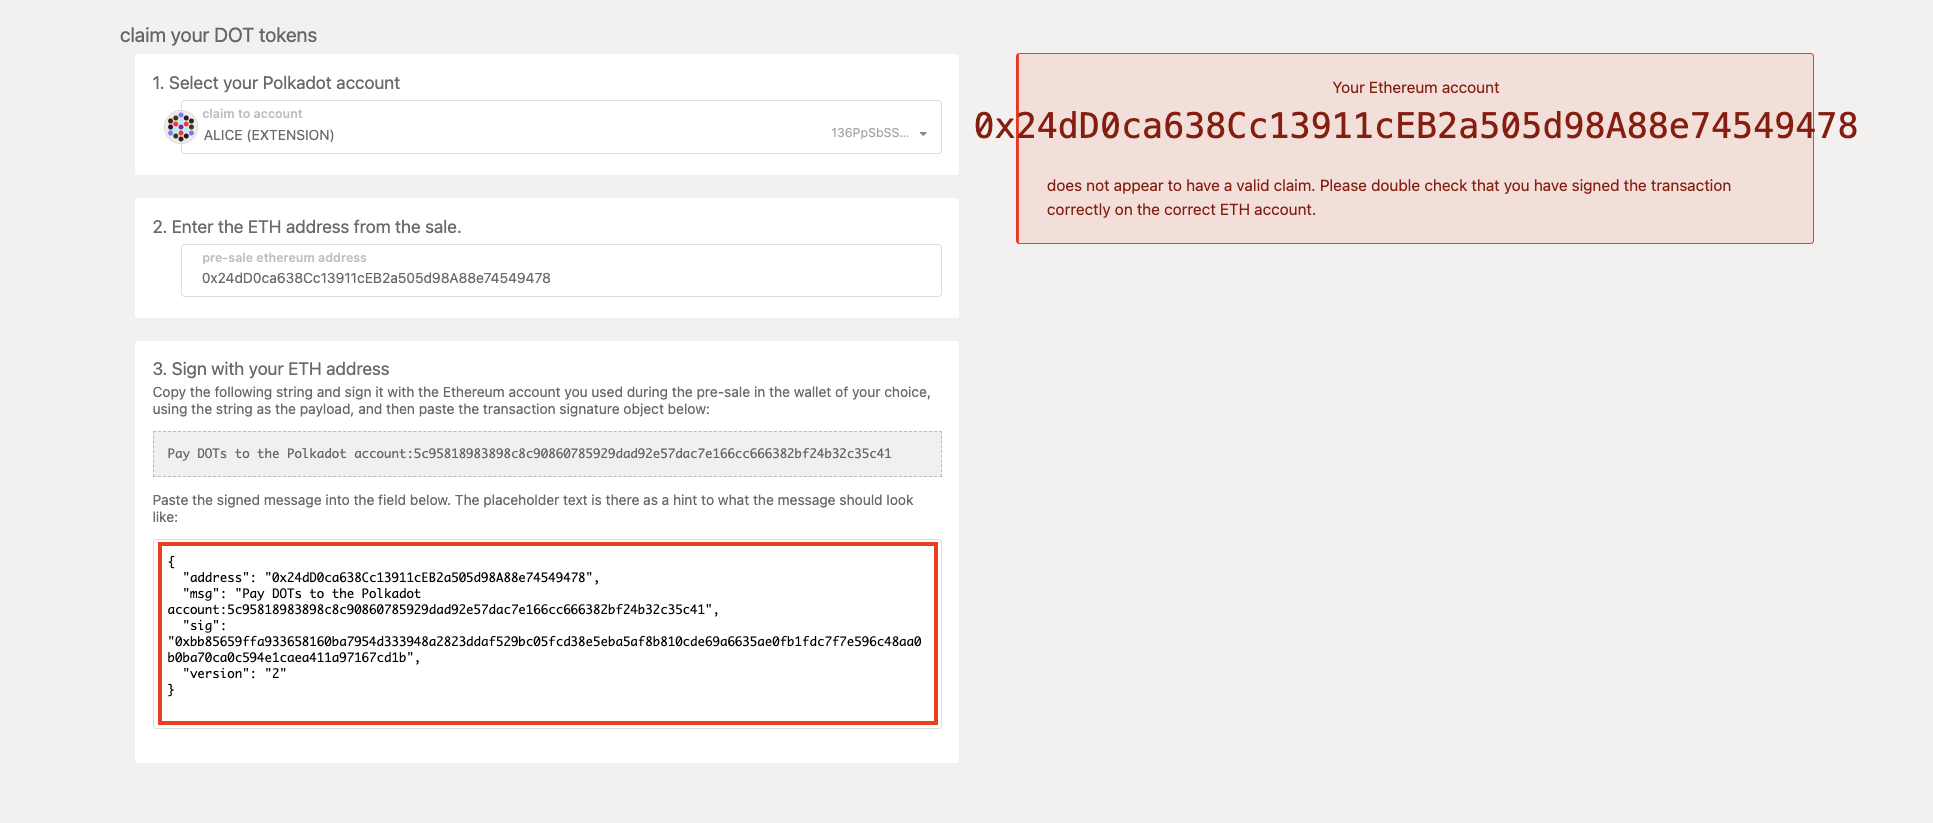 claim your DOT tokens
1. Select your Polkadot account
claim to account
ALICE (EXTENSION)
136PpSbSS...
2. Enter the ETH address from the sale.
pre-sale ethereum address
0x24dD0ca638Cc13911cEB2a505d98A88e74549478
3. Sign with your ETH address
Copy the following string and sign it with the Ethereum account you used during the pre-sale in the wallet of your choice,
using the string as the payload, and then paste the transaction signature object below:
Pay DOTs to the Polkadot account:5c95818983898c8c90860785929dad92e57dac7e166cc666382bf24b32c35c41
Paste the signed message into the field below. The placeholder text is there as a hint to what the message should look
like:
{
"address": "0x24dD0ca638Cc13911cEB2a505d98A88e74549478",
"msg": "Pay DOTs to the Polkadot
account:5c95818983898c8c90860785929dad92e57dac7e166cc666382bf24b32c35c41",
"sig":
"0xbb85659ffa933658160ba7954d333948a2823ddaf529bc05fcd38e5eba5af8b810cde69a6635ae0fb1fdc7f7e596c48aa0
b0ba70ca0c594e1caea411a97167cd1b",
"version": "2"
}
Your Ethereum account
0x24dD0ca638Cc13911cEB2a505d98A88e74549478
does not appear to have a valid claim. Please double check that you have signed the transaction
correctly on the correct ETH account.